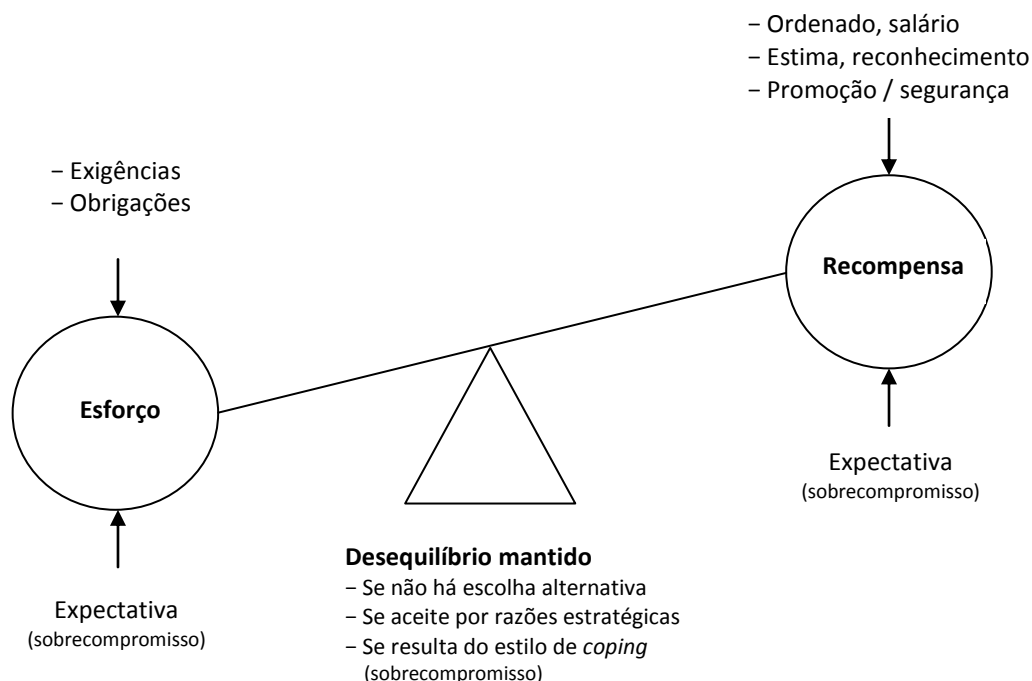 − Ordenado, salário
− Estima, reconhecimento
− Promoção / segurança
− Exigências
− Obrigações
Recompensa
Esforço
Expectativa
(sobrecompromisso)
Desequilíbrio mantido
− Se não há escolha alternativa
− Se aceite por razões estratégicas
− Se resulta do estilo de coping
(sobrecompromisso)
Expectativa
(sobrecompromisso)